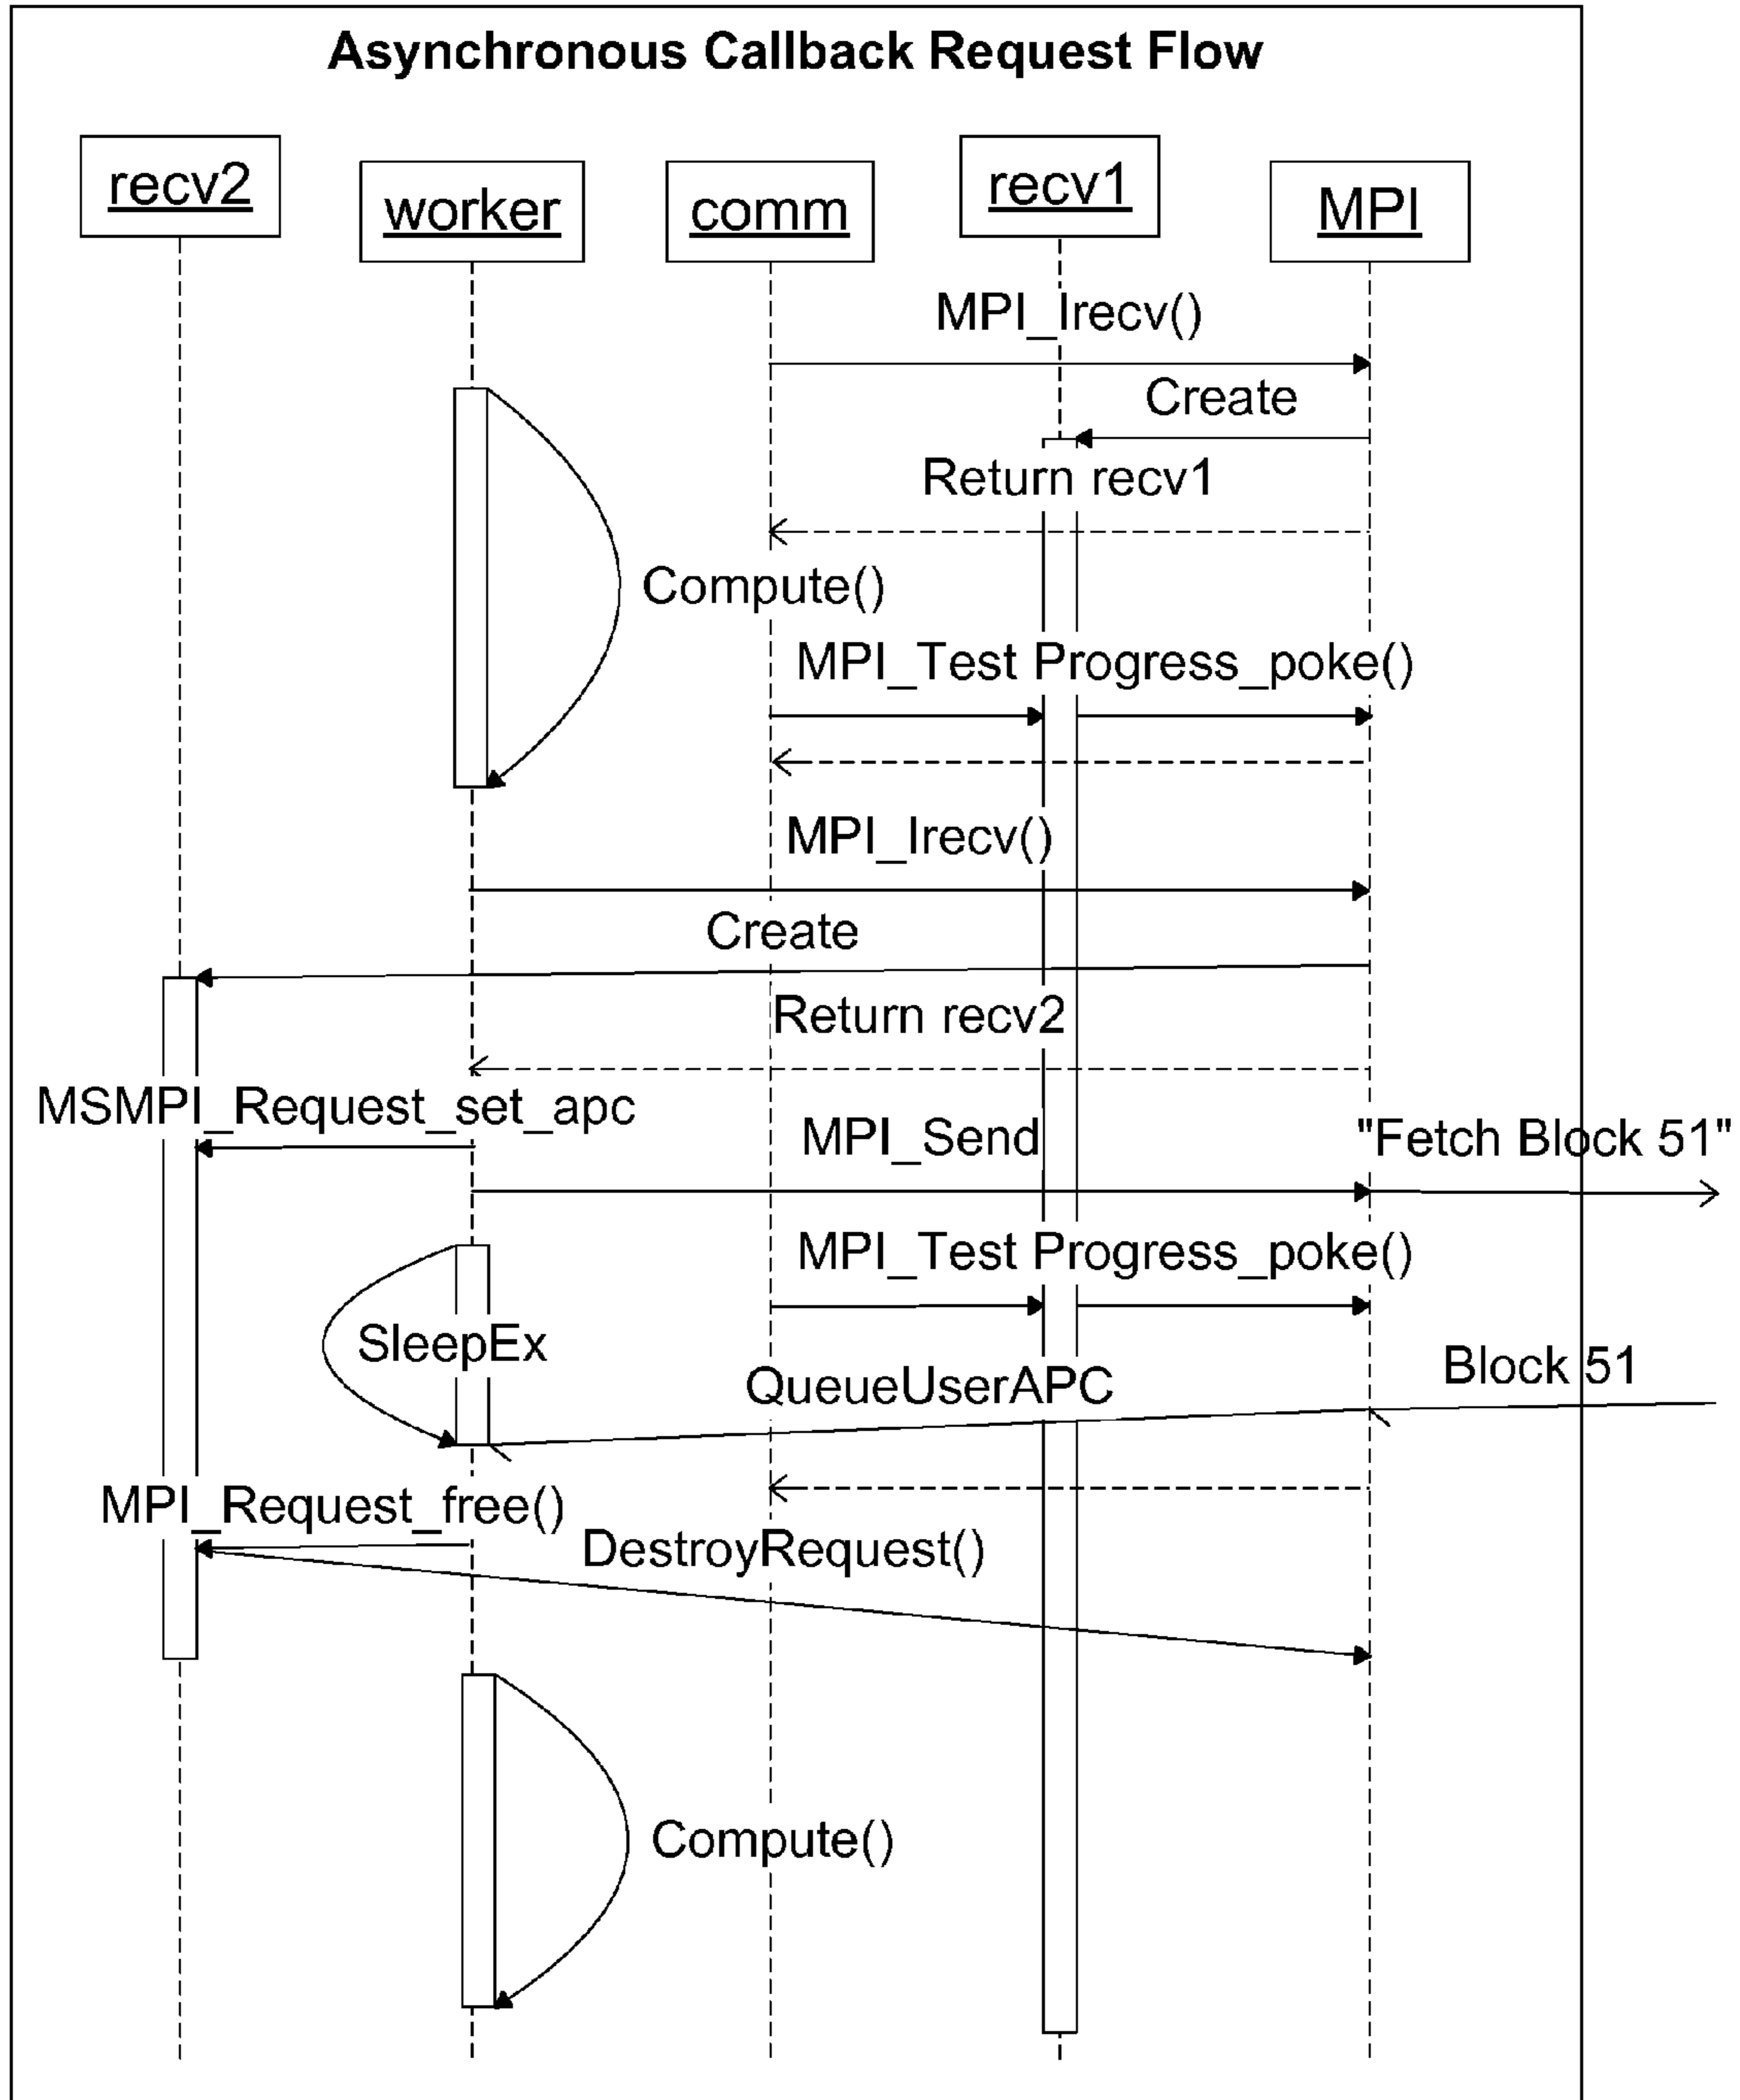 Asynchronous Callback Request Flow
recv2
worker
comm
recv1
MPI
MPI_Irecv()
Create
Return recv1
Compute()
MPI_Test Progress_poke()
MPI_Irecv()
Create
Return recv2
MSMPI_Request_set_apc
MPI_Send
"Fetch Block 51"
MPI_Test Progress_poke()
SleepEx
Block 51
QueueUserAPC
MPI_Request_free()
DestroyRequest()
Compute()